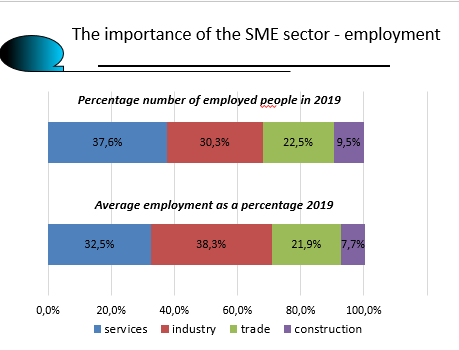 The importance of the SME sector - employment
Percentage number of employed people in 2019
37,6% 30,3% 22,5% 9,5%
Average employment as a percentage 2019
32,5% 38,3% 21,9% 7,7%
0,0% 20,0% 40,0% 60,0% 80,0% 100,0%
services industry trade construction